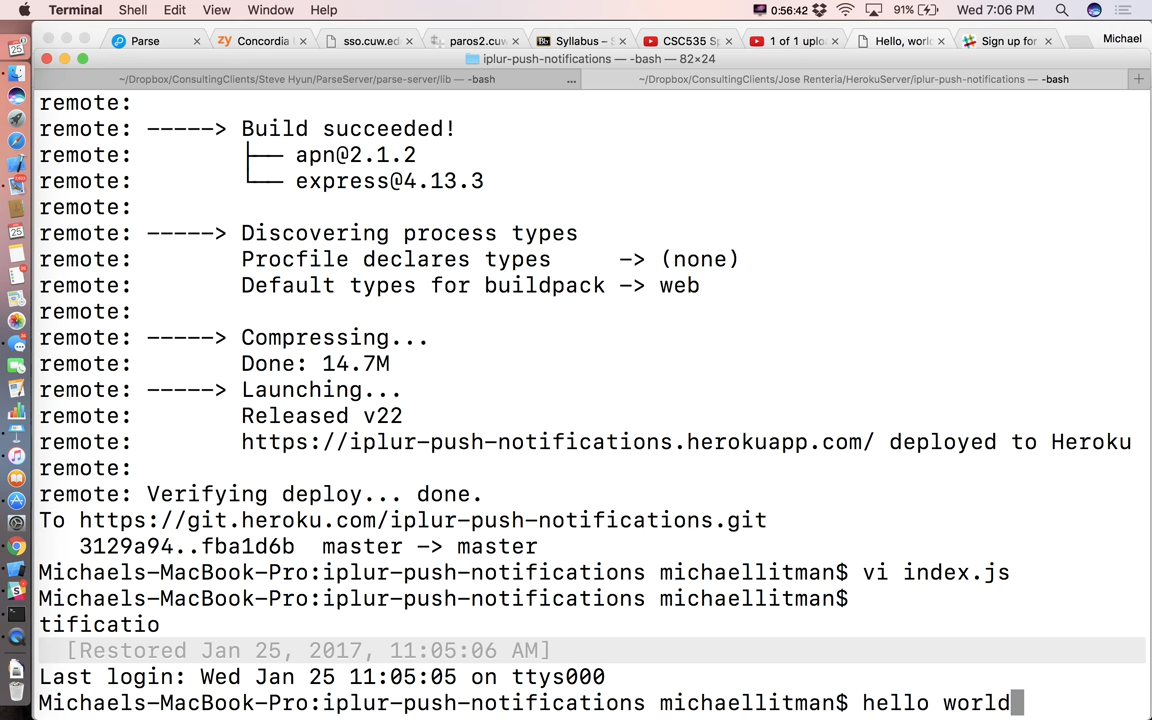 Terminal Shell Edit View Window Help 0:56:42 91% Wed 7:06 PM
Parse × zy Concordia × sso.cuw.ed × paros2.cuw × Bb Syllabus – S × CSC535 Sp × 1 of 1 uplo × Hello, world × Sign up for × Michael
iplur-push-notifications — -bash — 82×24
~/Dropbox/ConsultingClients/Steve Hyun/ParseServer/parse-server/lib — -bash ... ~/Dropbox/ConsultingClients/Jose Renteria/HerokuServer/iplur-push-notifications — -bash +
remote:
remote: -----> Build succeeded!
remote: ├── apn@2.1.2
remote: └── express@4.13.3
remote:
remote: -----> Discovering process types
remote: Procfile declares types -> (none)
remote: Default types for buildpack -> web
remote:
remote: -----> Compressing...
remote: Done: 14.7M
remote: -----> Launching...
remote: Released v22
remote: https://iplur-push-notifications.herokuapp.com/ deployed to Heroku
remote:
remote: Verifying deploy... done.
To https://git.heroku.com/iplur-push-notifications.git
3129a94..fba1d6b master -> master
Michaels-MacBook-Pro:iplur-push-notifications michaellitman$ vi index.js
Michaels-MacBook-Pro:iplur-push-notifications michaellitman$
tificatio
[Restored Jan 25, 2017, 11:05:06 AM]
Last login: Wed Jan 25 11:05:05 on ttys000
Michaels-MacBook-Pro:iplur-push-notifications michaellitman$ hello world